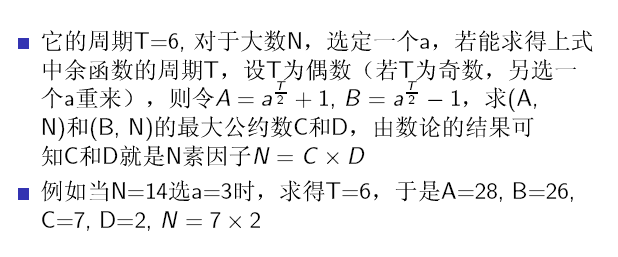 它的周期T=6, 对于大数N，选定一个a，若能求得上式
中余函数的周期T，设T为偶数（若T为奇数，另选一
个a重来），则令A = a^{T/2} + 1, B = a^{T/2} − 1，求(A,
N)和(B, N)的最大公约数C和D，由数论的结果可
知C和D就是N素因子N = C × D
例如当N=14选a=3时，求得T=6，于是A=28, B=26,
C=7, D=2, N = 7 × 2